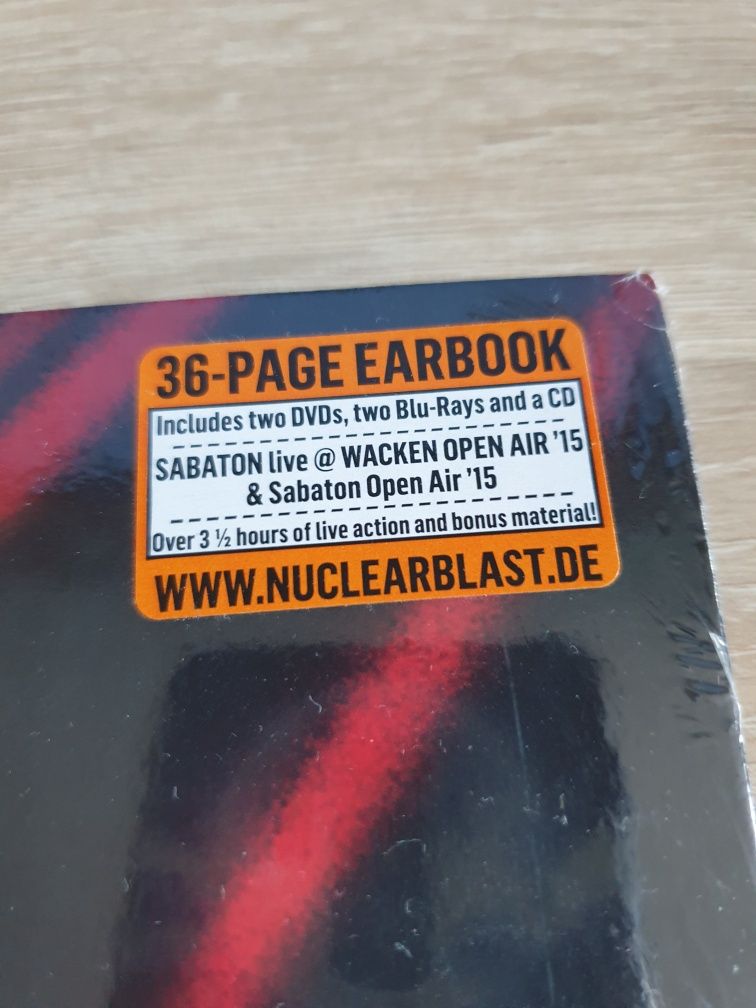 36-PAGE EARBOOK
Includes two DVDs, two Blu-Rays and a CD
SABATON live @ WACKEN OPEN AIR '15
& Sabaton Open Air '15
Over 3 ½ hours of live action and bonus material!
WWW.NUCLEARBLAST.DE